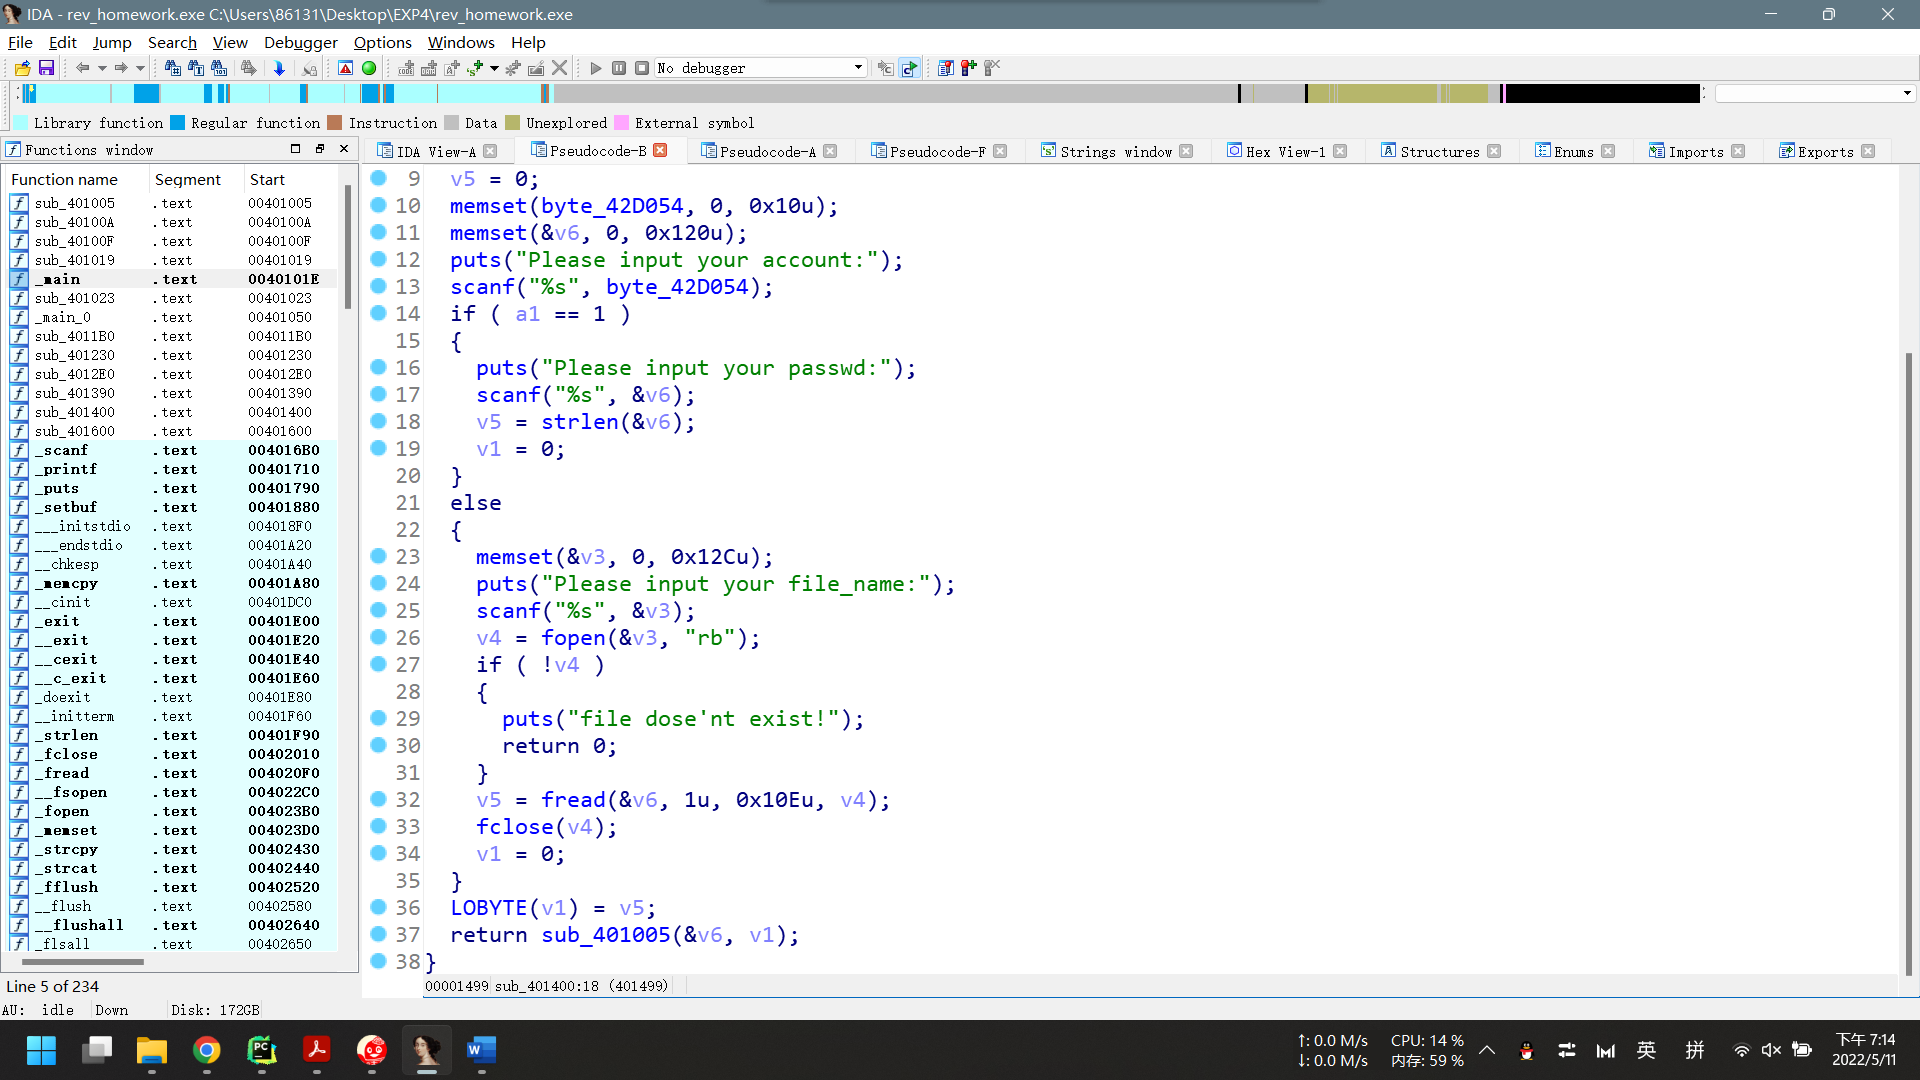 IDA - rev_homework.exe C:\Users\86131\Desktop\EXP4\rev_homework.exe
File Edit Jump Search View Debugger Options Windows Help
No debugger
Library function Regular function Instruction Data Unexplored External symbol
Functions window
IDA View-A Pseudocode-B Pseudocode-A Pseudocode-F Strings window Hex View-1 Structures Enums Imports Exports
Function name Segment Start
sub_401005 .text 00401005
sub_40100A .text 0040100A
sub_40100F .text 0040100F
sub_401019 .text 00401019
_main .text 0040101E
sub_401023 .text 00401023
_main_0 .text 00401050
sub_4011B0 .text 004011B0
sub_401230 .text 00401230
sub_4012E0 .text 004012E0
sub_401390 .text 00401390
sub_401400 .text 00401400
sub_401600 .text 00401600
_scanf .text 004016B0
_printf .text 00401710
_puts .text 00401790
_setbuf .text 00401880
___initstdio .text 004018F0
___endstdio .text 00401A20
__chkesp .text 00401A40
_memcpy .text 00401A80
__cinit .text 00401DC0
_exit .text 00401E00
__exit .text 00401E20
__cexit .text 00401E40
__c_exit .text 00401E60
_doexit .text 00401E80
__initterm .text 00401F60
_strlen .text 00401F90
_fclose .text 00402010
_fread .text 004020F0
__fsopen .text 004022C0
_fopen .text 004023B0
_memset .text 004023D0
_strcpy .text 00402430
_strcat .text 00402440
_fflush .text 00402520
__flush .text 00402580
__flushall .text 00402640
_flsall .text 00402650
Line 5 of 234
9 v5 = 0;
10 memset(byte_42D054, 0, 0x10u);
11 memset(&v6, 0, 0x120u);
12 puts("Please input your account:");
13 scanf("%s", byte_42D054);
14 if ( a1 == 1 )
15 {
16 puts("Please input your passwd:");
17 scanf("%s", &v6);
18 v5 = strlen(&v6);
19 v1 = 0;
20 }
21 else
22 {
23 memset(&v3, 0, 0x12Cu);
24 puts("Please input your file_name:");
25 scanf("%s", &v3);
26 v4 = fopen(&v3, "rb");
27 if ( !v4 )
28 {
29 puts("file dose'nt exist!");
30 return 0;
31 }
32 v5 = fread(&v6, 1u, 0x10Eu, v4);
33 fclose(v4);
34 v1 = 0;
35 }
36 LOBYTE(v1) = v5;
37 return sub_401005(&v6, v1);
38 }
00001499 sub_401400:18 (401499)
AU: idle Down Disk: 172GB
↑: 0.0 M/s CPU: 14 %
↓: 0.0 M/s 内存: 59 %
英 拼
下午 7:14
2022/5/11